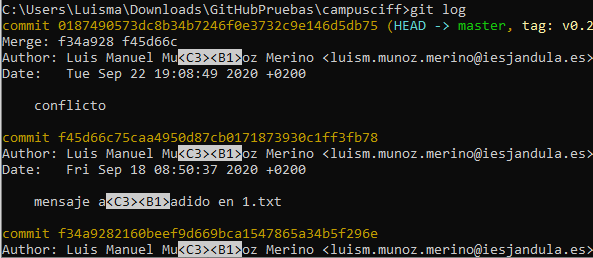 C:\Users\Luisma\Downloads\GitHubPruebas\campusciff>git log
commit 0187490573dc8b34b7246f0e3732c9e146d5db75 (HEAD -> master, tag: v0.2
Merge: f34a928 f45d66c
Author: Luis Manuel Mu<C3><B1>oz Merino <luism.munoz.merino@iesjandula.es>
Date:   Tue Sep 22 19:08:49 2020 +0200
conflicto
commit f45d66c75caa4950d87cb0171873930c1ff3fb78
Author: Luis Manuel Mu<C3><B1>oz Merino <luism.munoz.merino@iesjandula.es>
Date:   Fri Sep 18 08:50:37 2020 +0200
mensaje a<C3><B1>adido en 1.txt
commit f34a9282160beef9d669bca1547865a34b5f296e
Author: Luis Manuel Mu<C3><B1>oz Merino <luism.munoz.merino@iesjandula.es>